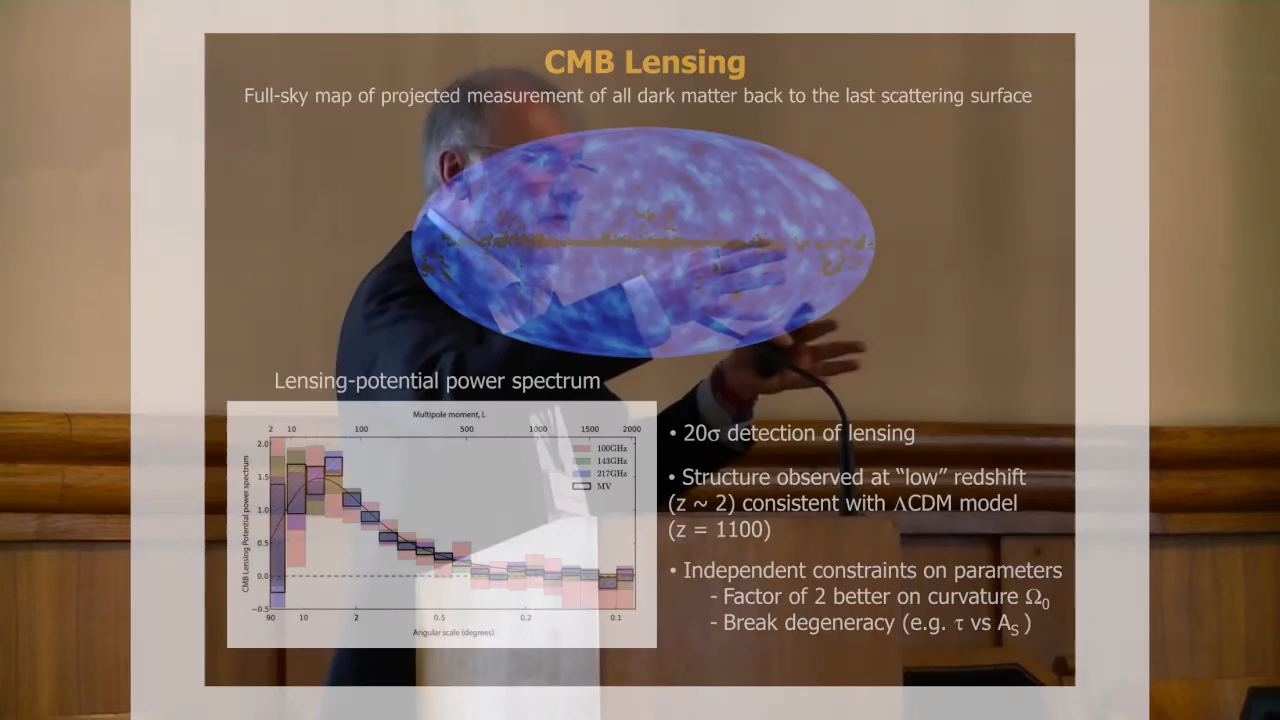 CMB Lensing
Full-sky map of projected measurement of all dark matter back to the last scattering surface
Lensing-potential power spectrum
Multipole moment, L
2 10 100 500 1000 1500 2000
2.0
1.5
1.0
0.5
0.0
−0.5
CMB Lensing Potential power spectrum
100GHz
143GHz
217GHz
MV
90 10 2 0.5 0.2 0.1
Angular scale (degrees)
• 20σ detection of lensing
• Structure observed at “low” redshift
(z ~ 2) consistent with ΛCDM model
(z = 1100)
• Independent constraints on parameters
- Factor of 2 better on curvature Ω₀
- Break degeneracy (e.g. τ vs A_S )